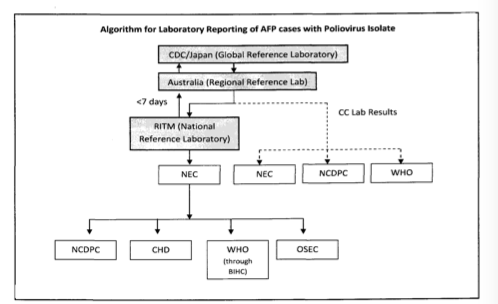 Algorithm for Laboratory Reporting of AFP cases with Poliovirus Isolate
CDC/Japan (Global Reference Laboratory)
Australia (Regional Reference Lab)
<7 days
CC Lab Results
RITM (National
Reference Laboratory)
NEC
NEC
NCDPC
WHO
NCDPC
CHD
WHO
(through
BIHC)
OSEC